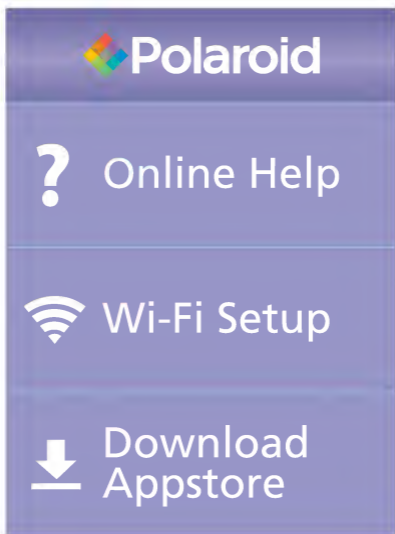 Polaroid
? Online Help
Wi-Fi Setup
Download
Appstore